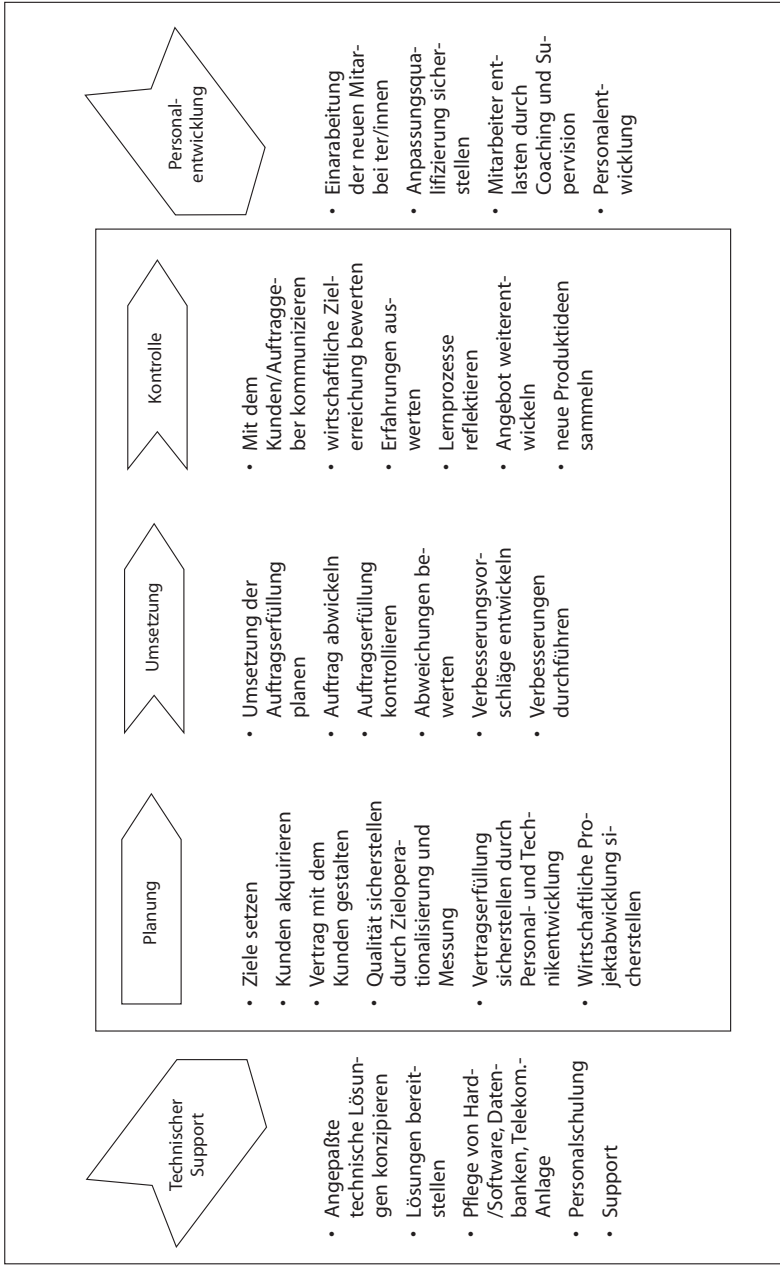 Technischer
Support
• Angepaßte
technische Lösun-
gen konzipieren
• Lösungen bereit-
stellen
• Pflege von Hard-
/Software, Daten-
banken, Telekom.-
Anlage
• Personalschulung
• Support
Planung
• Ziele setzen
• Kunden akquirieren
• Vertrag mit dem
Kunden gestalten
• Qualität sicherstellen
durch Zielopera-
tionalisierung und
Messung
• Vertragserfüllung
sicherstellen durch
Personal- und Tech-
nikentwicklung
• Wirtschaftliche Pro-
jektabwicklung si-
cherstellen
Umsetzung
• Umsetzung der
Auftragserfüllung
planen
• Auftrag abwickeln
• Auftragserfüllung
kontrollieren
• Abweichungen be-
werten
• Verbesserungsvor-
schläge entwickeln
• Verbesserungen
durchführen
Kontrolle
• Mit dem
Kunden/Auftragge-
ber kommunizieren
• wirtschaftliche Ziel-
erreichung bewerten
• Erfahrungen aus-
werten
• Lernprozesse
reflektieren
• Angebot weiterent-
wickeln
• neue Produktideen
sammeln
Personal-
entwicklung
• Einarabeitung
der neuen Mitar-
bei ter/innen
• Anpassungsqua-
lifizierung sicher-
stellen
• Mitarbeiter ent-
lasten durch
Coaching und Su-
pervision
• Personalent-
wicklung